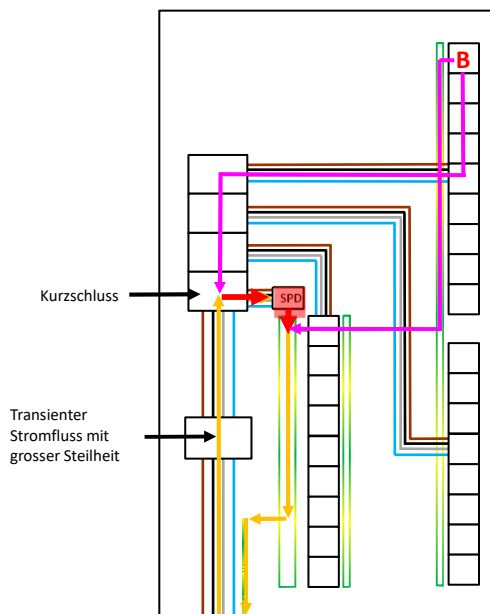 B
Kurzschluss
SPD
Transienter
Stromfluss mit
grosser Steilheit